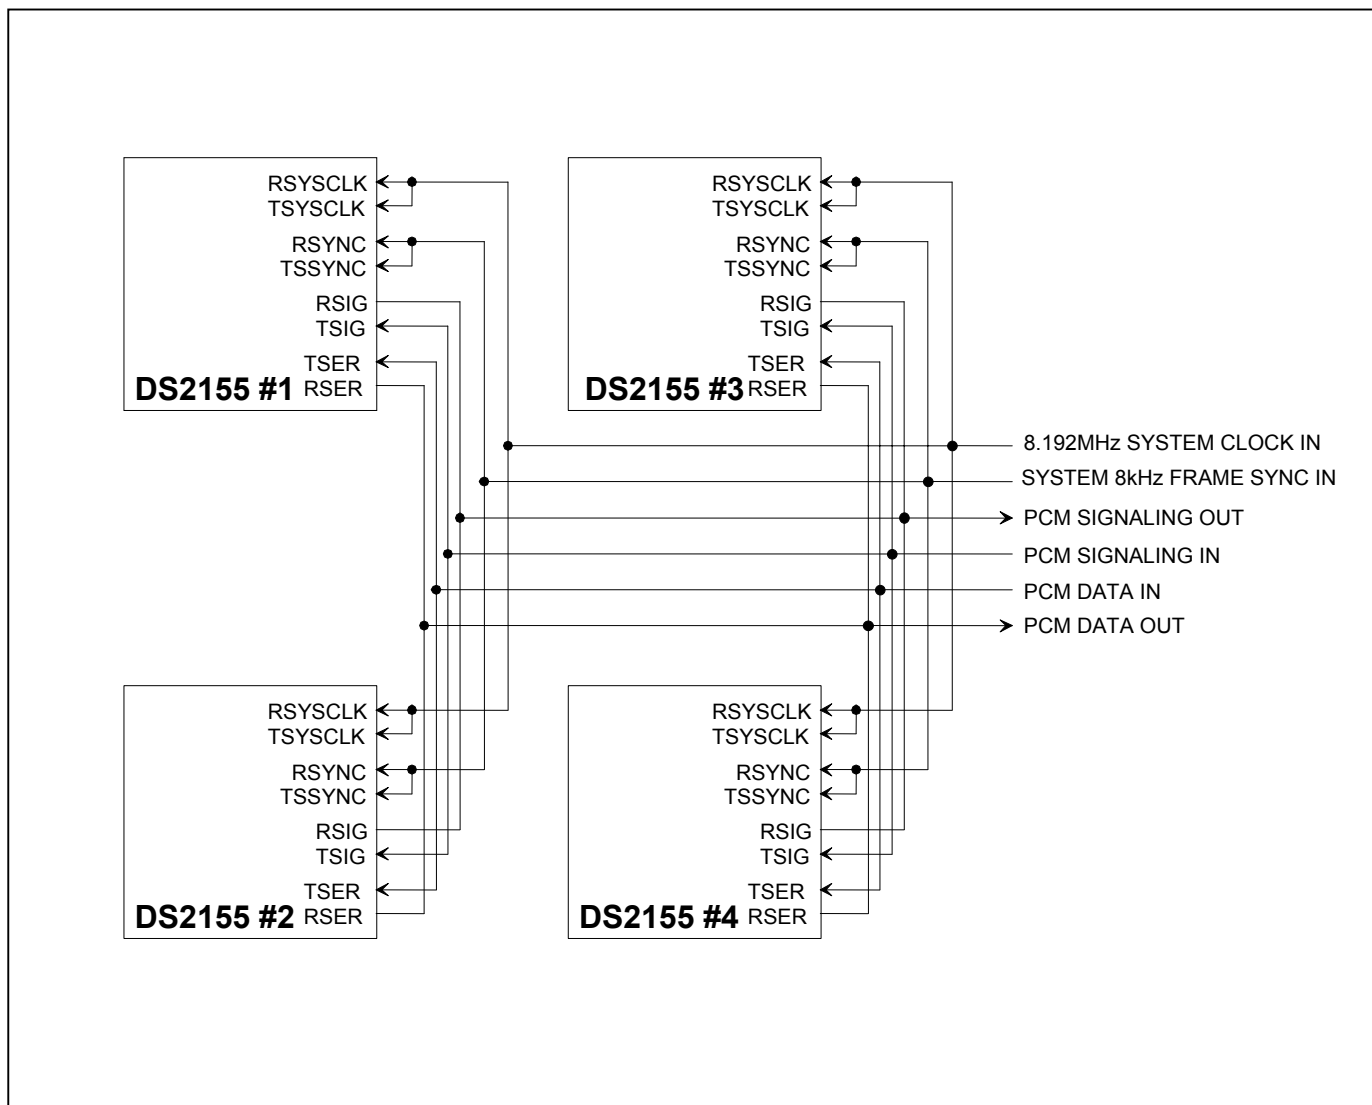 RSYSCLK
TSYSCLK
RSYNC
TSSYNC
RSIG
TSIG
TSER
DS2155 #1 RSER
RSYSCLK
TSYSCLK
RSYNC
TSSYNC
RSIG
TSIG
TSER
DS2155 #3 RSER
8.192MHz SYSTEM CLOCK IN
SYSTEM 8kHz FRAME SYNC IN
PCM SIGNALING OUT
PCM SIGNALING IN
PCM DATA IN
PCM DATA OUT
RSYSCLK
TSYSCLK
RSYNC
TSSYNC
RSIG
TSIG
TSER
DS2155 #2 RSER
RSYSCLK
TSYSCLK
RSYNC
TSSYNC
RSIG
TSIG
TSER
DS2155 #4 RSER